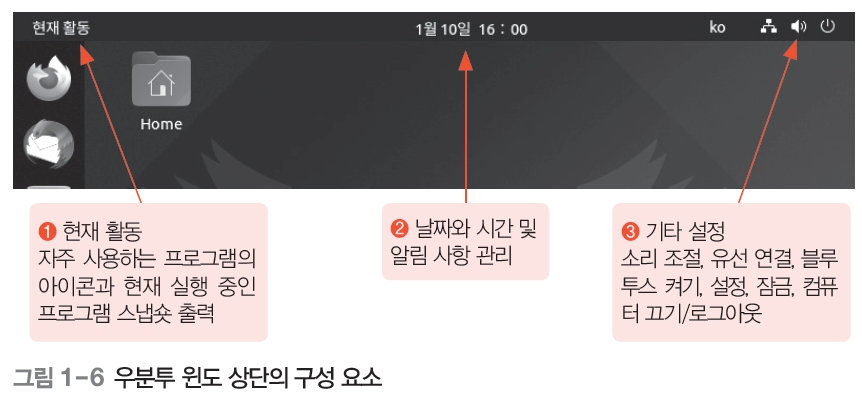 현재 활동
1월 10일 16 : 00
ko
Home
❶ 현재 활동
자주 사용하는 프로그램의
아이콘과 현재 실행 중인
프로그램 스냅숏 출력
❷ 날짜와 시간 및
알림 사항 관리
❸ 기타 설정
소리 조절, 유선 연결, 블루
투스 켜기, 설정, 잠금, 컴퓨
터 끄기/로그아웃
그림 1-6 우분투 윈도 상단의 구성 요소